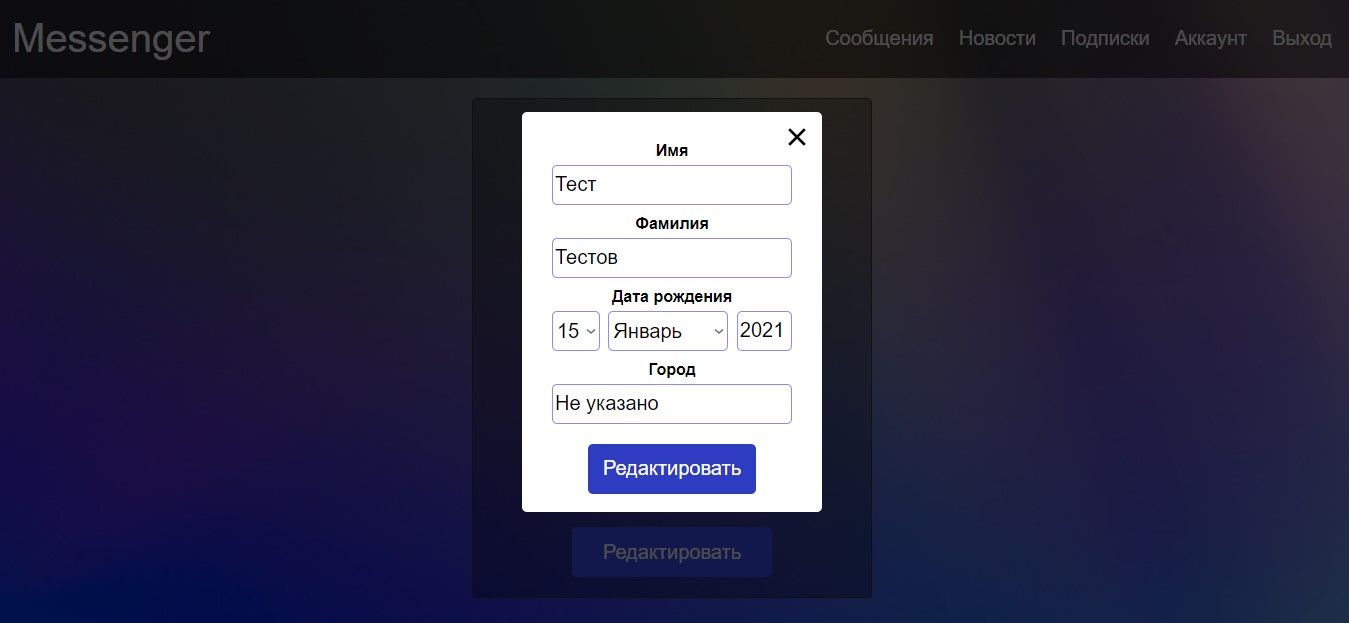 Messenger
Сообщения Новости Подписки Аккаунт Выход
Имя
Тест
Фамилия
Тестов
Дата рождения
15 Январь 2021
Город
Не указано
Редактировать
Редактировать